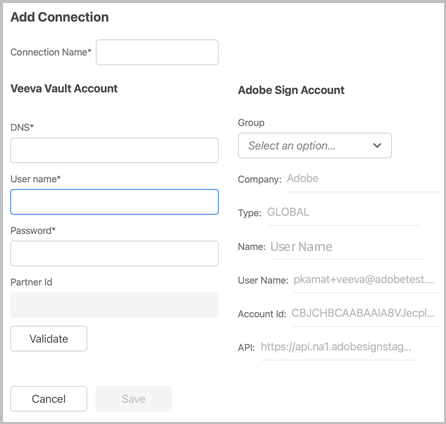 Add Connection
Connection Name*
Veeva Vault Account
DNS*
User name*
Password*
Partner Id
Validate
Cancel
Save
Adobe Sign Account
Group
Select an option...
Company: Adobe
Type: GLOBAL
Name: User Name
User Name: pkamat+veeva@adobetest....
Account Id: CBJCHBCAABAAIA8VJecpl...
API: https://api.na1.adobesignstag...